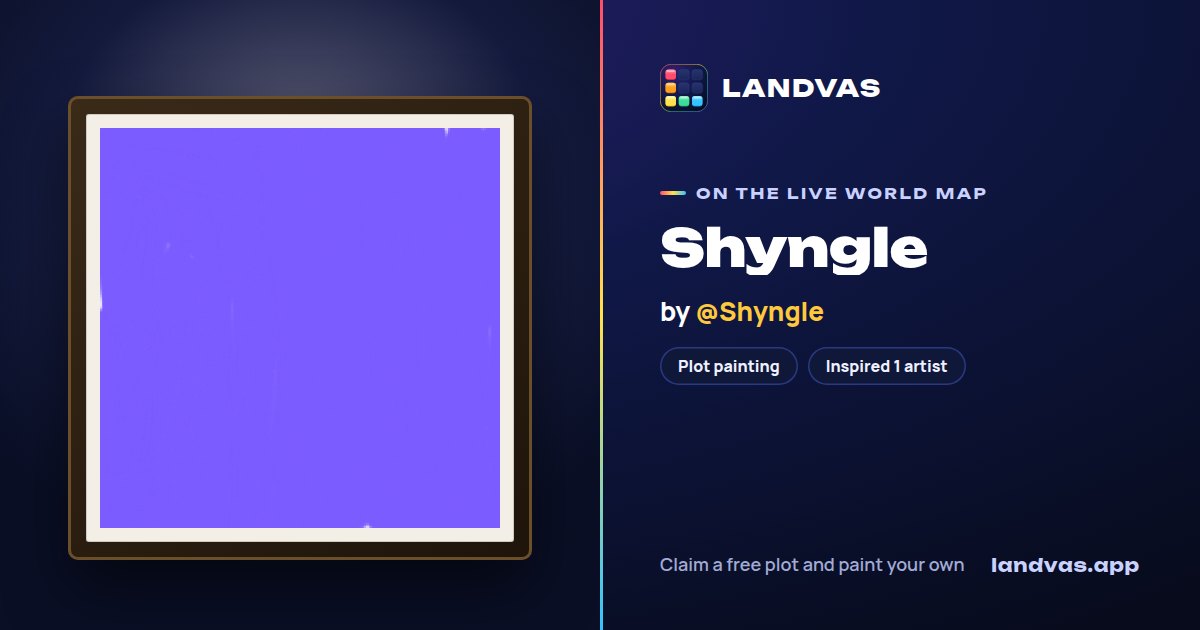 LANDVAS
ON THE LIVE WORLD MAP
Shyngle
by @Shyngle
Plot painting Inspired 1 artist
Claim a free plot and paint your own landvas.app